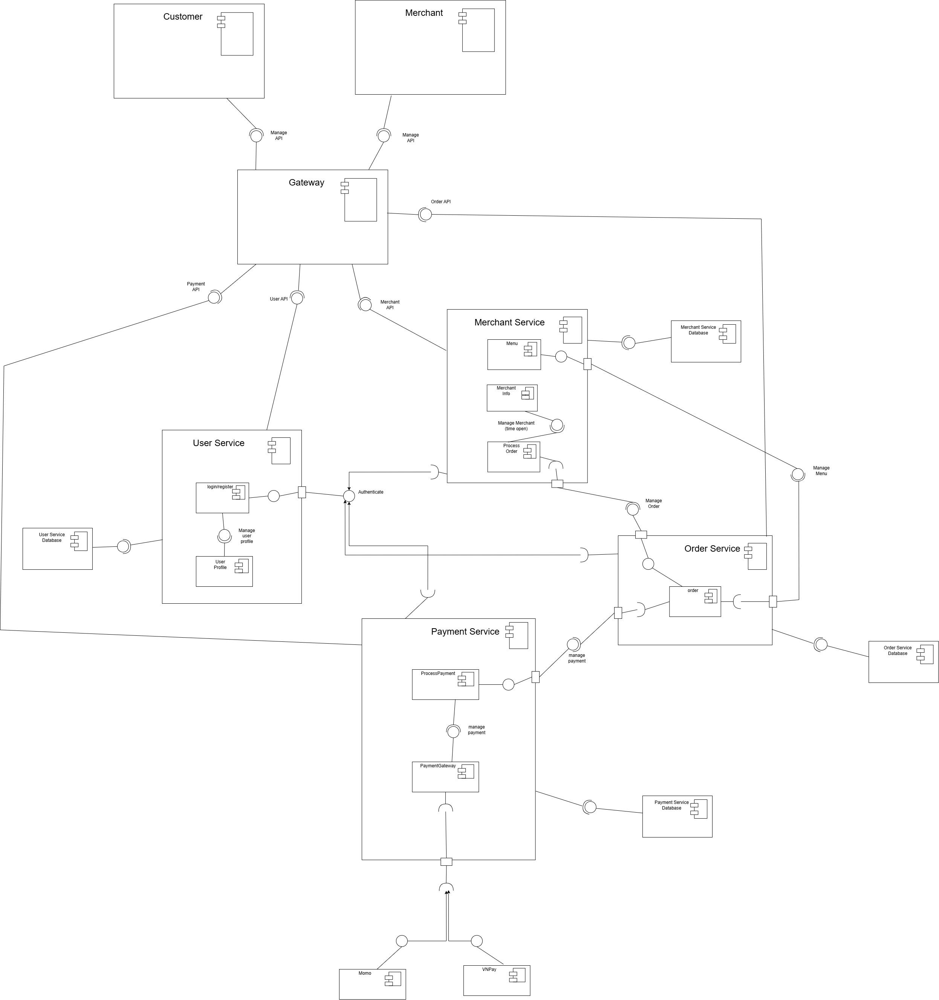 Customer
Merchant
Manage
API
Manage
API
Gateway
Order API
Payment
API
User API
Merchant
API
Merchant Service
Merchant Service
Database
Menu
Merchant
Info
Manage Merchant
(time open)
Process
Order
User Service
login/register
Authenticate
Manage
Menu
Manage
Order
User Service
Database
Manage
user
profile
User
Profile
Order Service
order
Payment Service
manage
payment
Order Service
Database
ProcessPayment
manage
payment
PaymentGateway
Payment Service
Database
Momo
VNPay